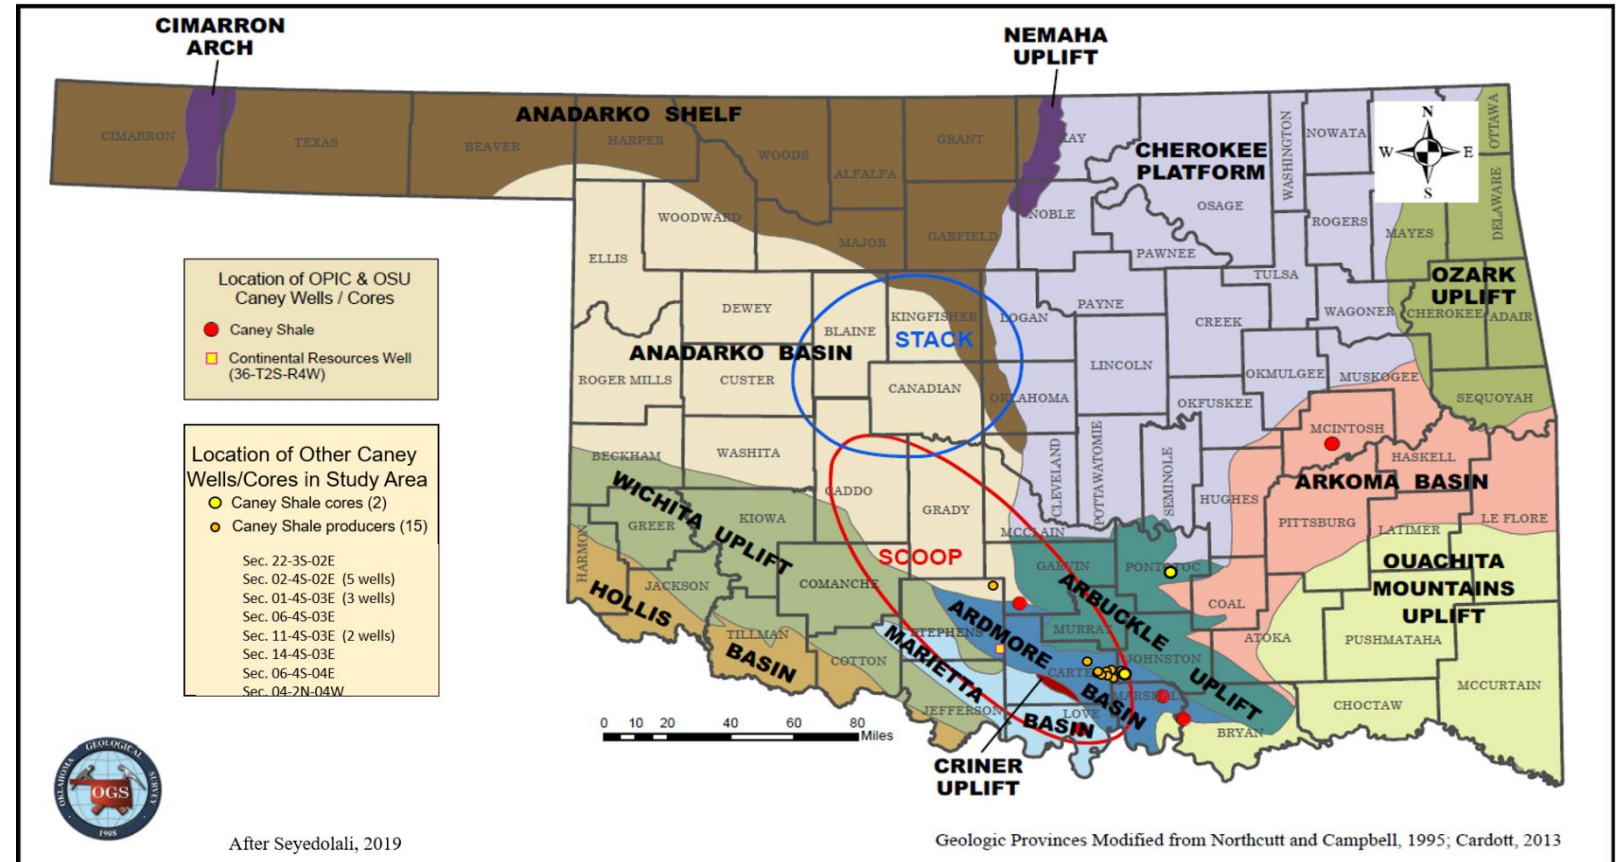 CIMARRON
ARCH
NEMAHA
UPLIFT
ANADARKO SHELF
CIMARRON
TEXAS
BEAVER
HARPER
WOODS
ALFALFA
GRANT
KAY
CHEROKEE
PLATFORM
OSAGE
WASHINGTON
NOWATA
N
W
E
S
OTTAWA
DELAWARE
WOODWARD
MAJOR
GARFIELD
NOBLE
PAWNEE
ROGERS
MAYES
ELLIS
TULSA
OZARK
UPLIFT
Location of OPIC & OSU
Caney Wells / Cores
Caney Shale
Continental Resources Well
(36-T2S-R4W)
DEWEY
BLAINE
KINGFISHER
STACK
LOGAN
PAYNE
CREEK
WAGONER
CHEROKEE
ADAIR
ANADARKO BASIN
ROGER MILLS
CUSTER
CANADIAN
OKLAHOMA
LINCOLN
OKMULGEE
MUSKOGEE
OKFUSKEE
SEQUOYAH
MCINTOSH
HASKELL
ARKOMA BASIN
Location of Other Caney
Wells/Cores in Study Area
Caney Shale cores (2)
Caney Shale producers (15)
Sec. 22-3S-02E
Sec. 02-4S-02E (5 wells)
Sec. 01-4S-03E (3 wells)
Sec. 06-4S-03E
Sec. 11-4S-03E (2 wells)
Sec. 14-4S-03E
Sec. 06-4S-04E
Sec. 04-2N-04W
BECKHAM
WASHITA
CADDO
GRADY
CLEVELAND
POTTAWATOMIE
SEMINOLE
HUGHES
PITTSBURG
LATIMER
LE FLORE
WICHITA UPLIFT
GREER
KIOWA
MCCLAIN
HARMON
JACKSON
COMANCHE
SCOOP
GARVIN
PONTOTOC
COAL
OUACHITA
MOUNTAINS
UPLIFT
HOLLIS
BASIN
TILLMAN
COTTON
STEPHENS
ARDMORE
BASIN
ARBUCKLE
UPLIFT
MURRAY
JOHNSTON
ATOKA
PUSHMATAHA
MCCURTAIN
MARIETTA
BASIN
CARTER
MARSHALL
JEFFERSON
LOVE
BRYAN
CHOCTAW
0 10 20 40 60 80
Miles
CRINER
UPLIFT
OKLAHOMA GEOLOGICAL SURVEY
OGS
1908
After Seyedolali, 2019
Geologic Provinces Modified from Northcutt and Campbell, 1995; Cardott, 2013